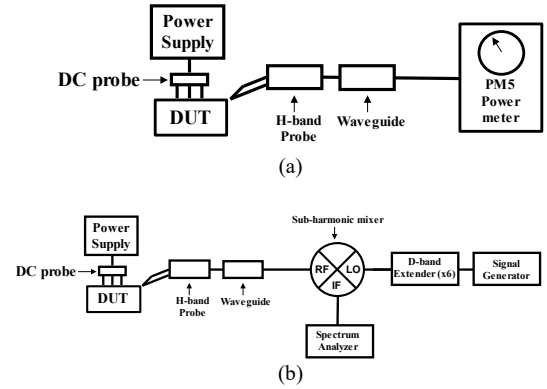 Power
Supply
DC probe
DUT
H-band
Probe
Waveguide
PM5
Power
meter
(a)
Sub-harmonic mixer
Power
Supply
DC probe
DUT
H-band
Probe
Waveguide
RF
LO
IF
D-band
Extender (x6)
Signal
Generator
Spectrum
Analyzer
(b)